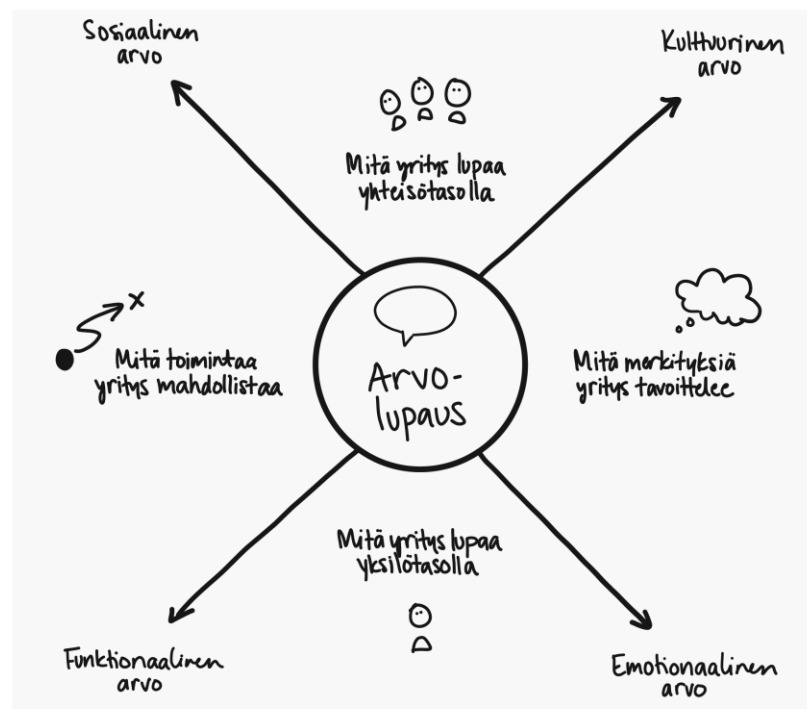 Sosiaalinen
arvo
Kulttuurinen
arvo
Mitä yritys lupaa
yhteisötasolla
Mitä toimintaa
yritys mahdollistaa
Arvo-
lupaus
Mitä merkityksiä
yritys tavoittelee
Mitä yritys lupaa
yksilötasolla
Funktionaalinen
arvo
Emotionaalinen
arvo